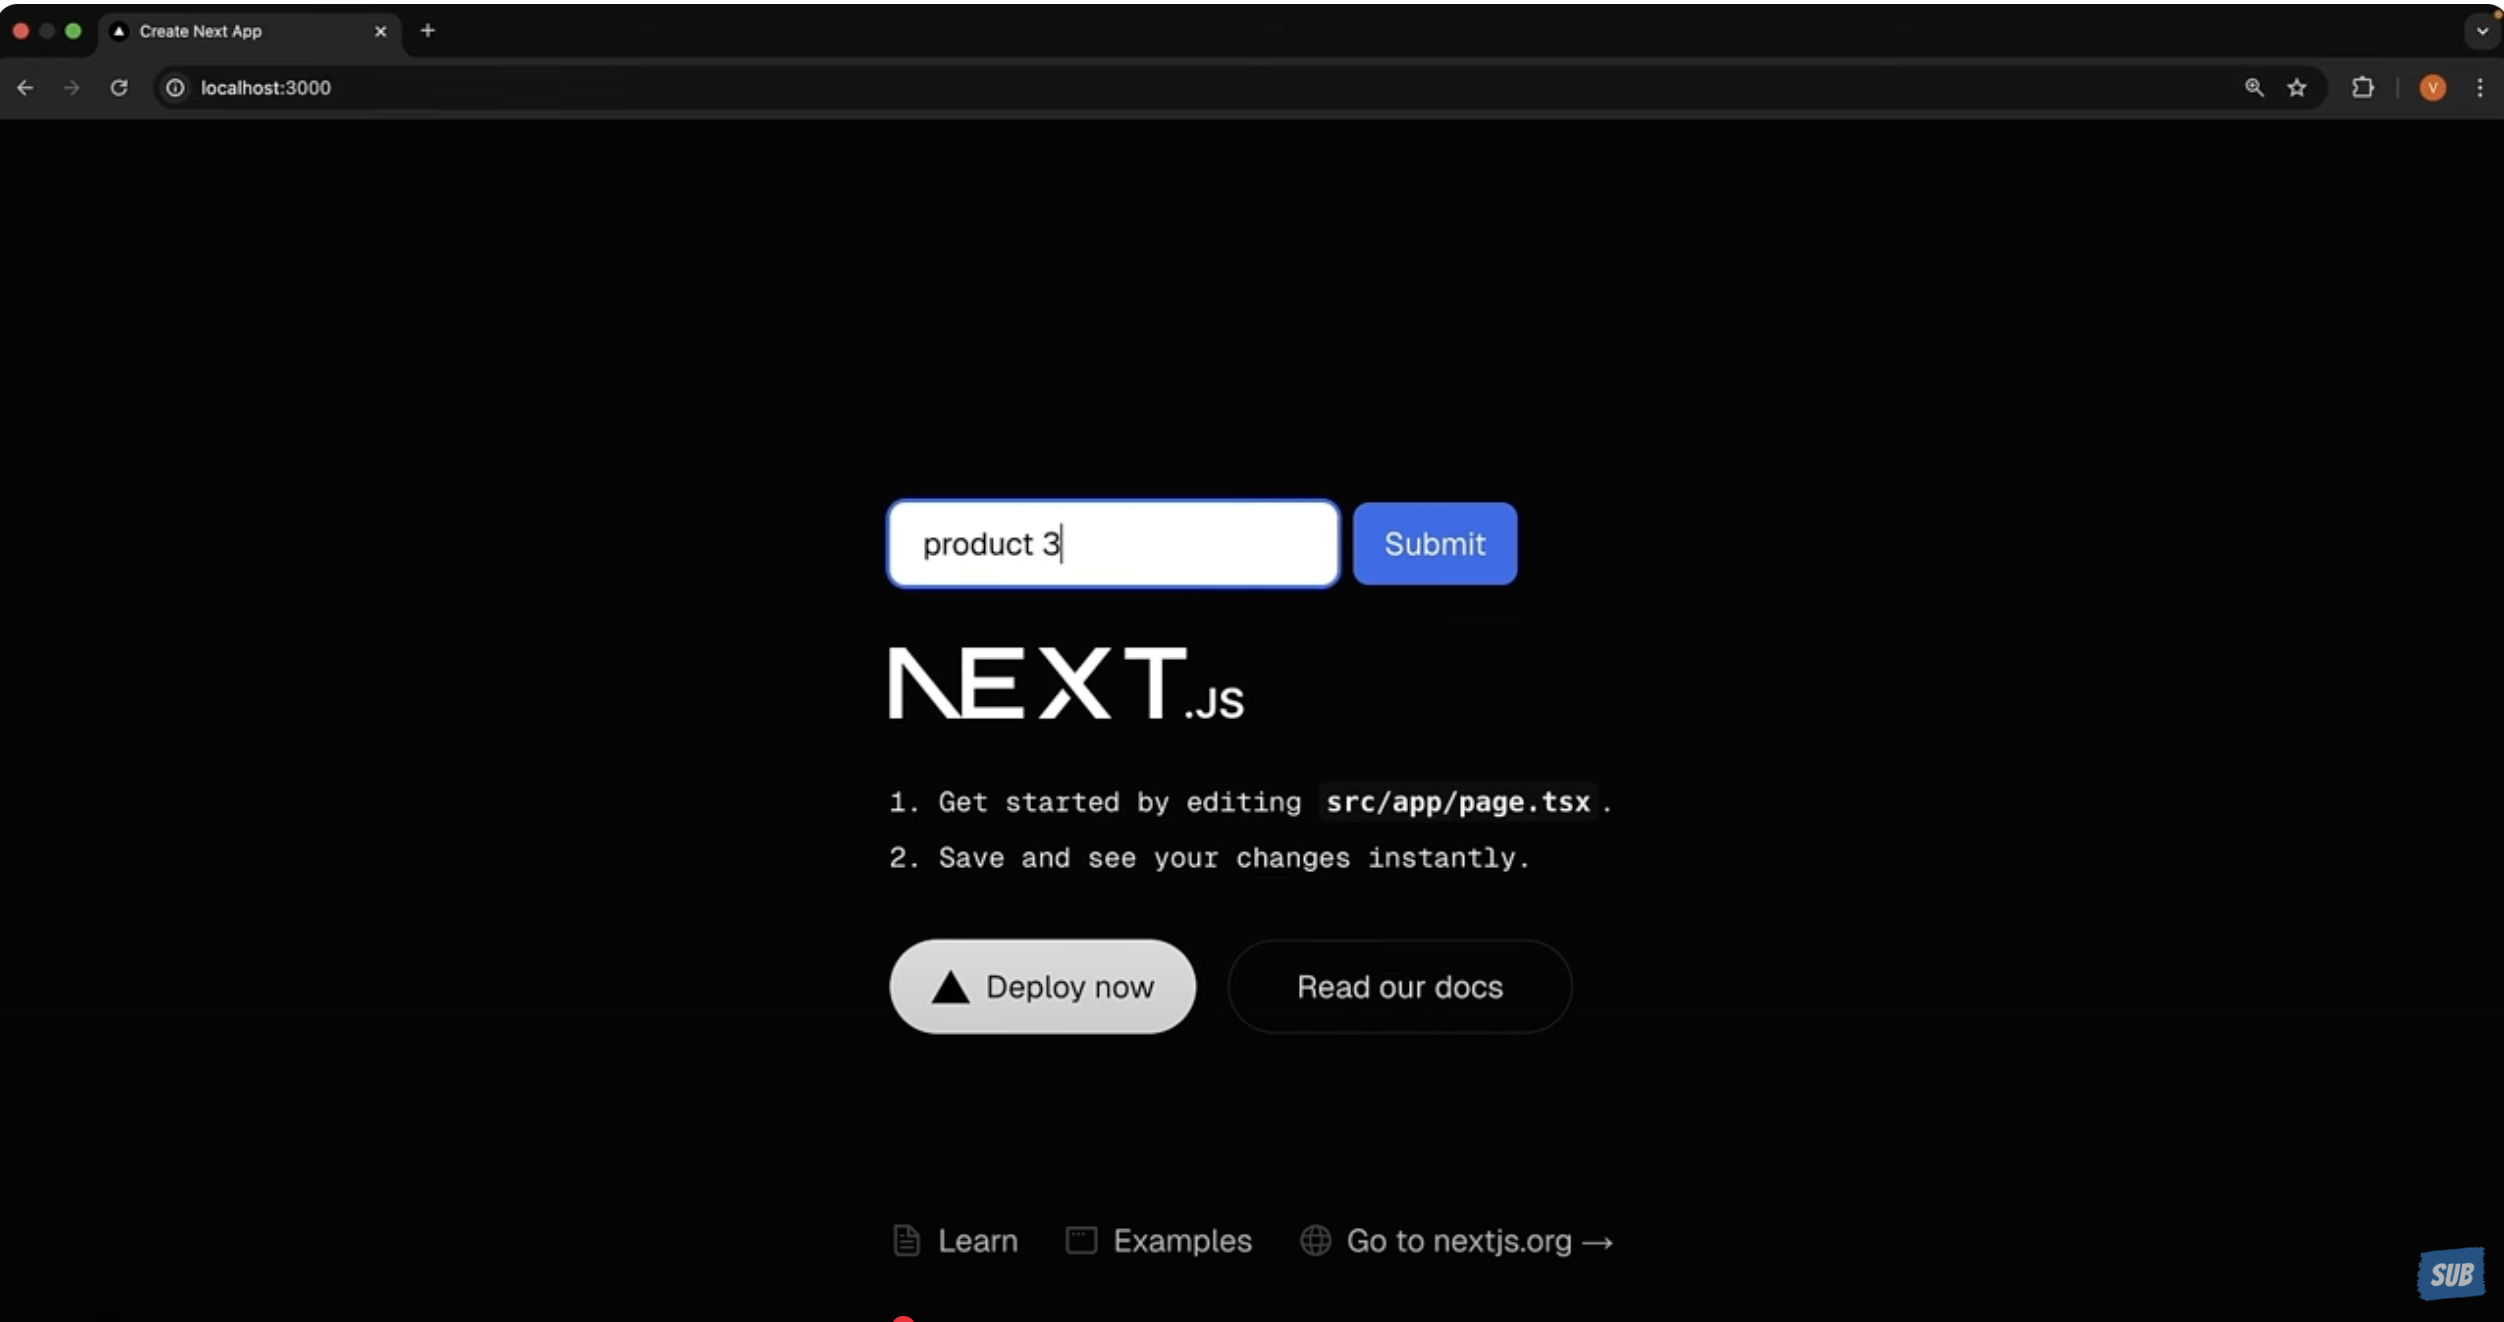 Create Next App
localhost:3000
V
product 3
Submit
NEXT.JS
1. Get started by editing src/app/page.tsx.
2. Save and see your changes instantly.
Deploy now
Read our docs
Learn
Examples
Go to nextjs.org →
SUB